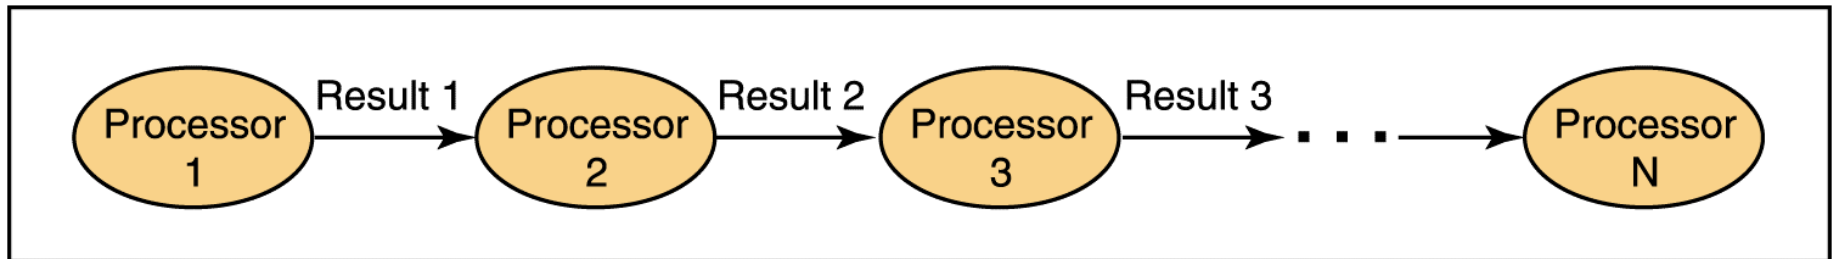 Result 1
Result 2
Result 3
Processor
1
Processor
2
Processor
3
. . .
Processor
N